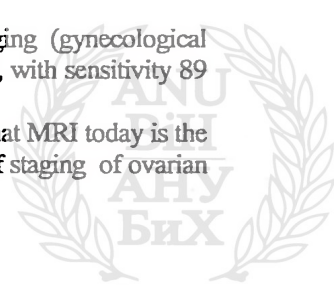 ging (gynecological
, with sensitivity 89
at MRI today is the
f staging of ovarian
ANU
BiH
АНУ
БиХ